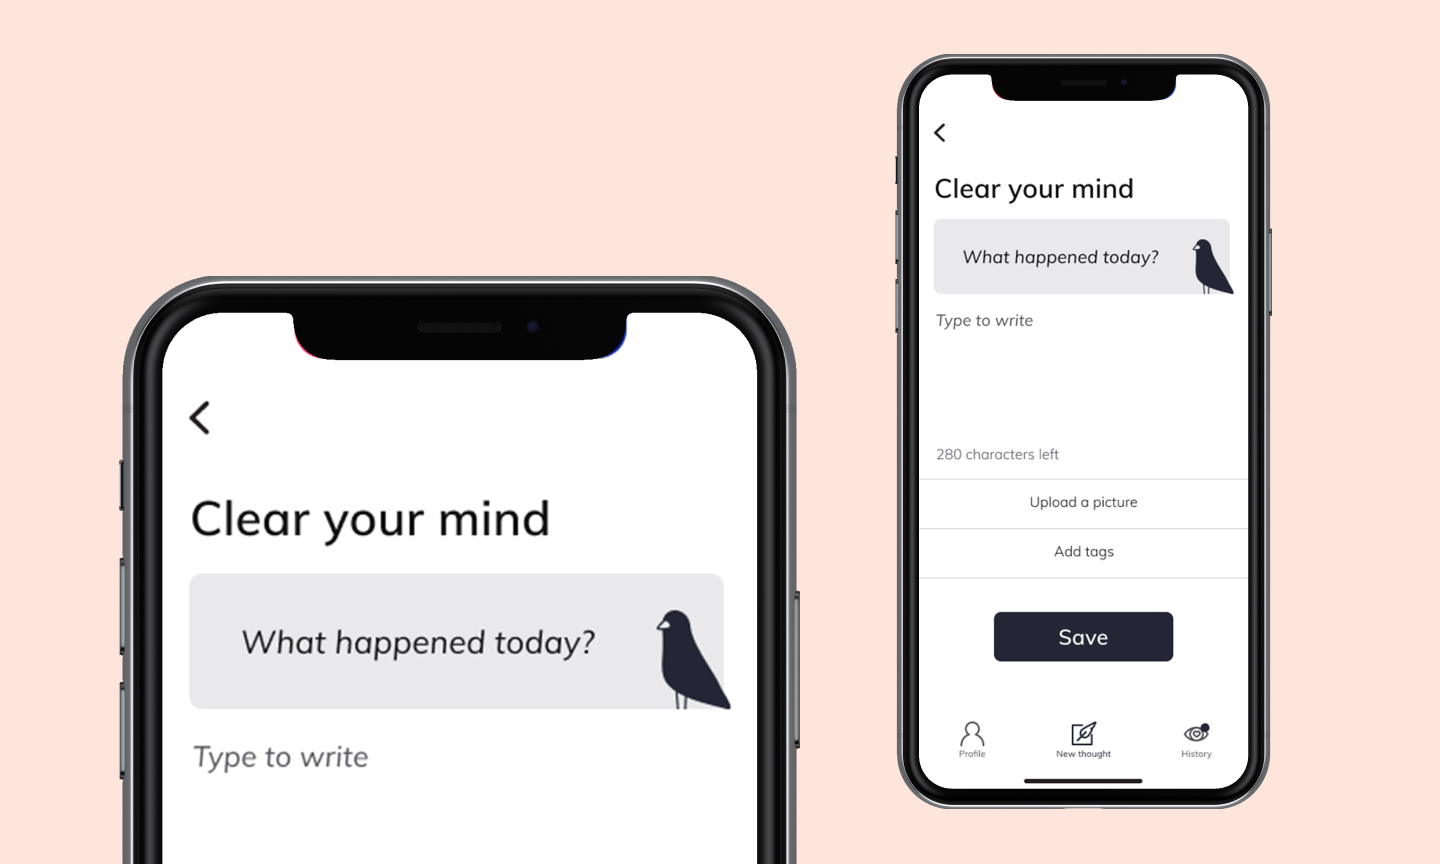 Clear your mind
What happened today?
Type to write
Clear your mind
What happened today?
Type to write
280 characters left
Upload a picture
Add tags
Save
Profile
New thought
History